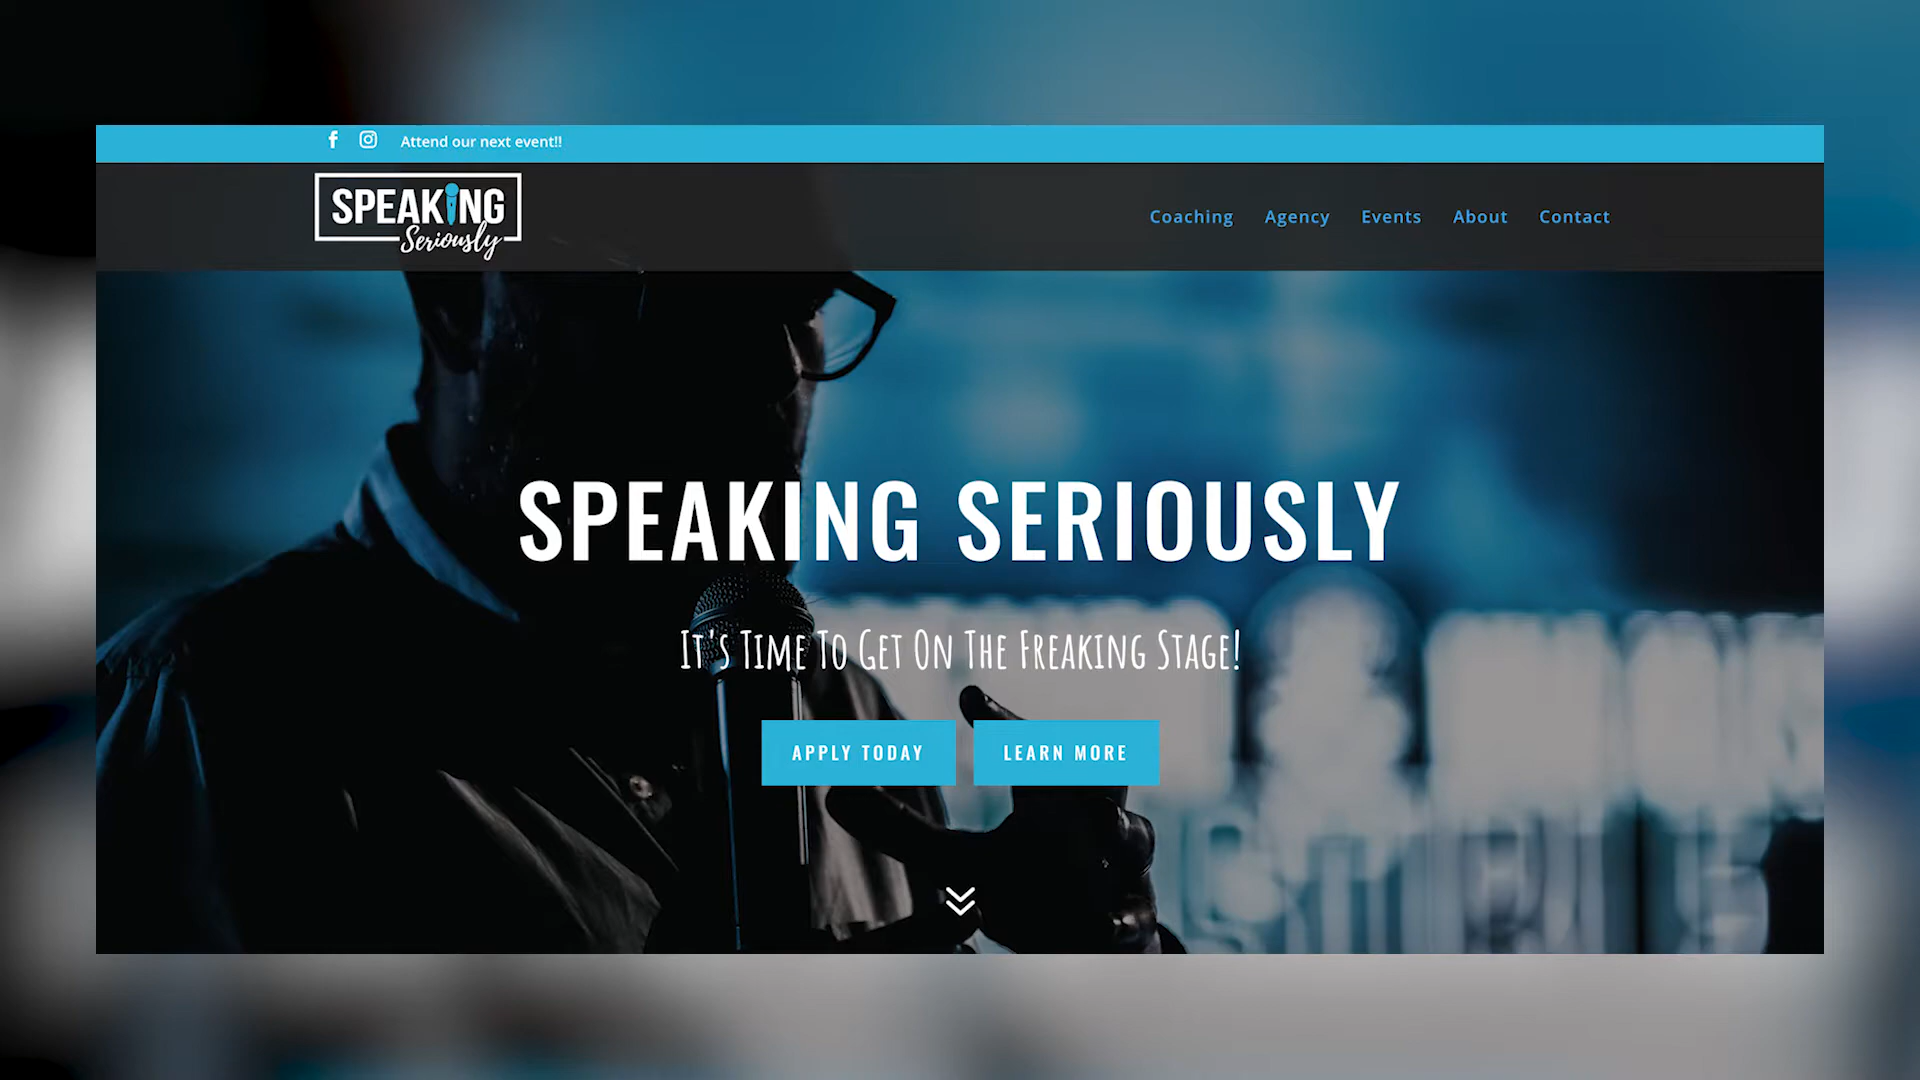 Attend our next event!!
SPEAKING
Seriously
Coaching Agency Events About Contact
SPEAKING SERIOUSLY
It's Time To Get On The Freaking Stage!
APPLY TODAY LEARN MORE